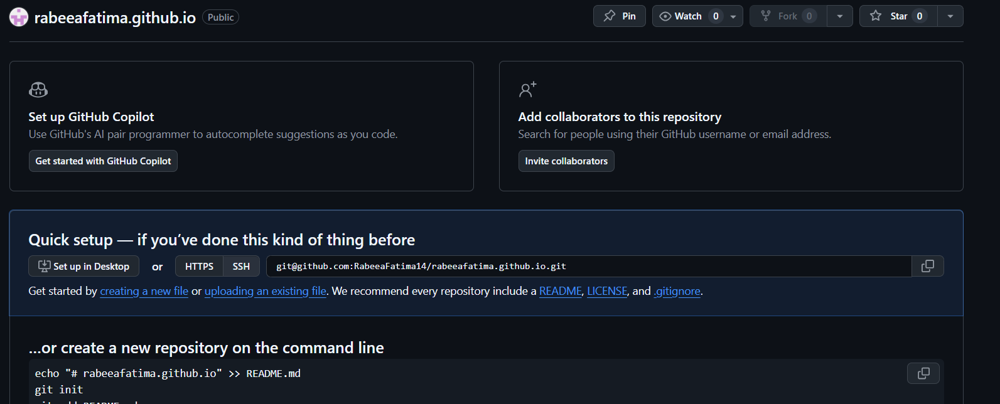 rabeeafatima.github.io Public Pin Watch 0 Fork 0 Star 0
Set up GitHub Copilot
Use GitHub's AI pair programmer to autocomplete suggestions as you code.
Get started with GitHub Copilot
Add collaborators to this repository
Search for people using their GitHub username or email address.
Invite collaborators
Quick setup — if you’ve done this kind of thing before
Set up in Desktop or HTTPS SSH git@github.com:RabeeaFatima14/rabeeafatima.github.io.git
Get started by creating a new file or uploading an existing file. We recommend every repository include a README, LICENSE, and .gitignore.
…or create a new repository on the command line
echo "# rabeeafatima.github.io" >> README.md
git init